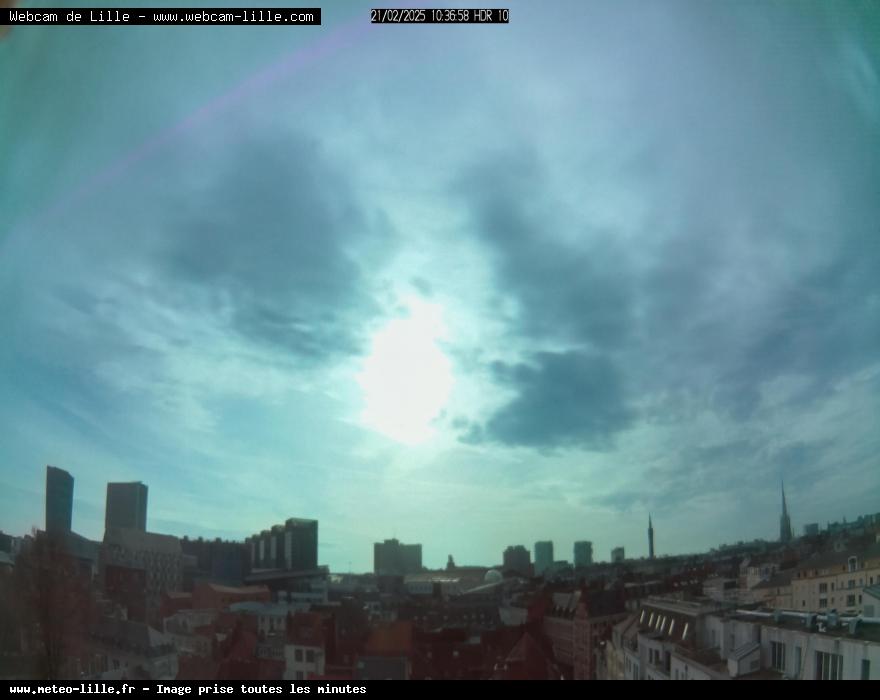 Webcam de Lille - www.webcam-lille.com
21/02/2025 10:36:58 HDR 10
www.meteo-lille.fr - Image prise toutes les minutes